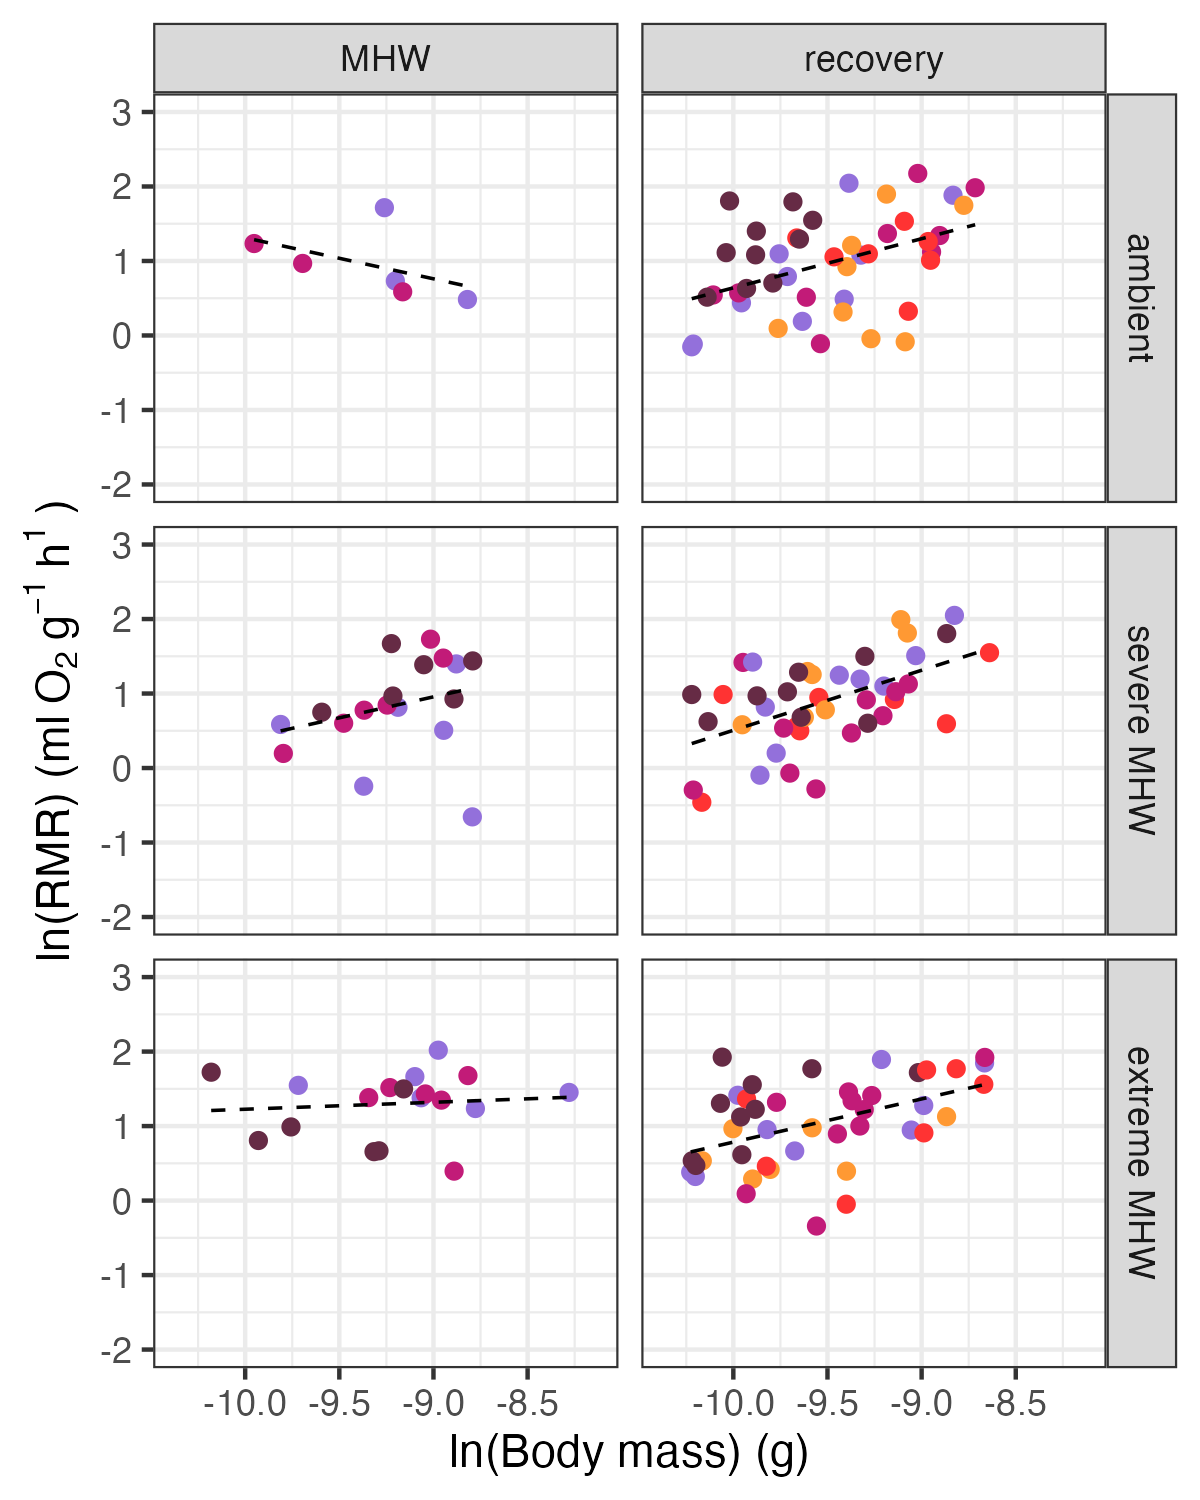 MHW
recovery
3
2
1
0
-1
-2
ambient
3
2
1
0
-1
-2
severe MHW
3
2
1
0
-1
-2
extreme MHW
ln(RMR) (ml O₂ g⁻¹ h¹ )
-10.0 -9.5 -9.0 -8.5
-10.0 -9.5 -9.0 -8.5
ln(Body mass) (g)